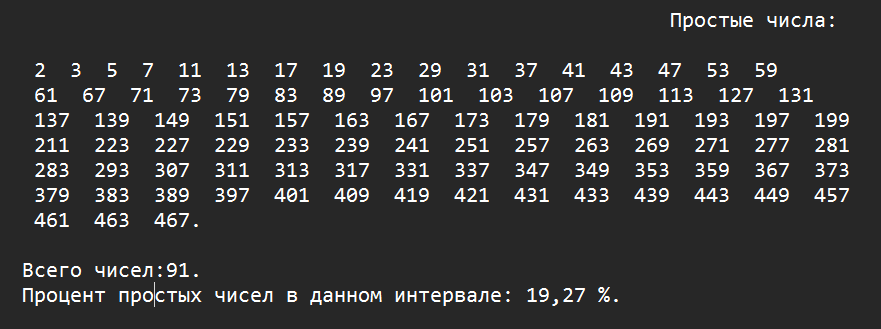 Простые числа:
2 3 5 7 11 13 17 19 23 29 31 37 41 43 47 53 59
61 67 71 73 79 83 89 97 101 103 107 109 113 127 131
137 139 149 151 157 163 167 173 179 181 191 193 197 199
211 223 227 229 233 239 241 251 257 263 269 271 277 281
283 293 307 311 313 317 331 337 347 349 353 359 367 373
379 383 389 397 401 409 419 421 431 433 439 443 449 457
461 463 467.
Всего чисел:91.
Процент простых чисел в данном интервале: 19,27 %.